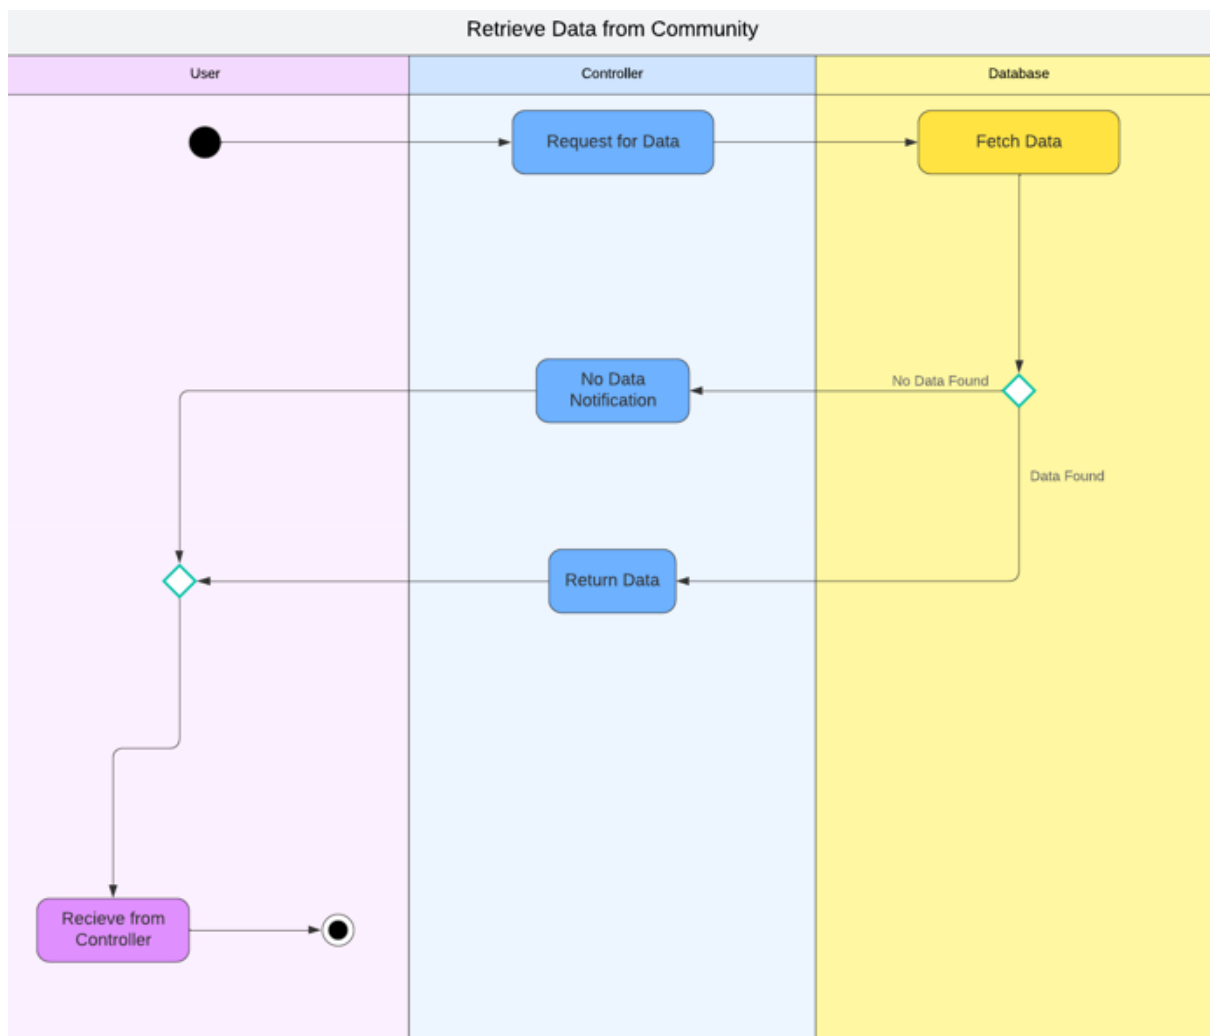 Retrieve Data from Community
User
Controller
Database
Request for Data
Fetch Data
No Data
Notification
No Data Found
Data Found
Return Data
Recieve from
Controller